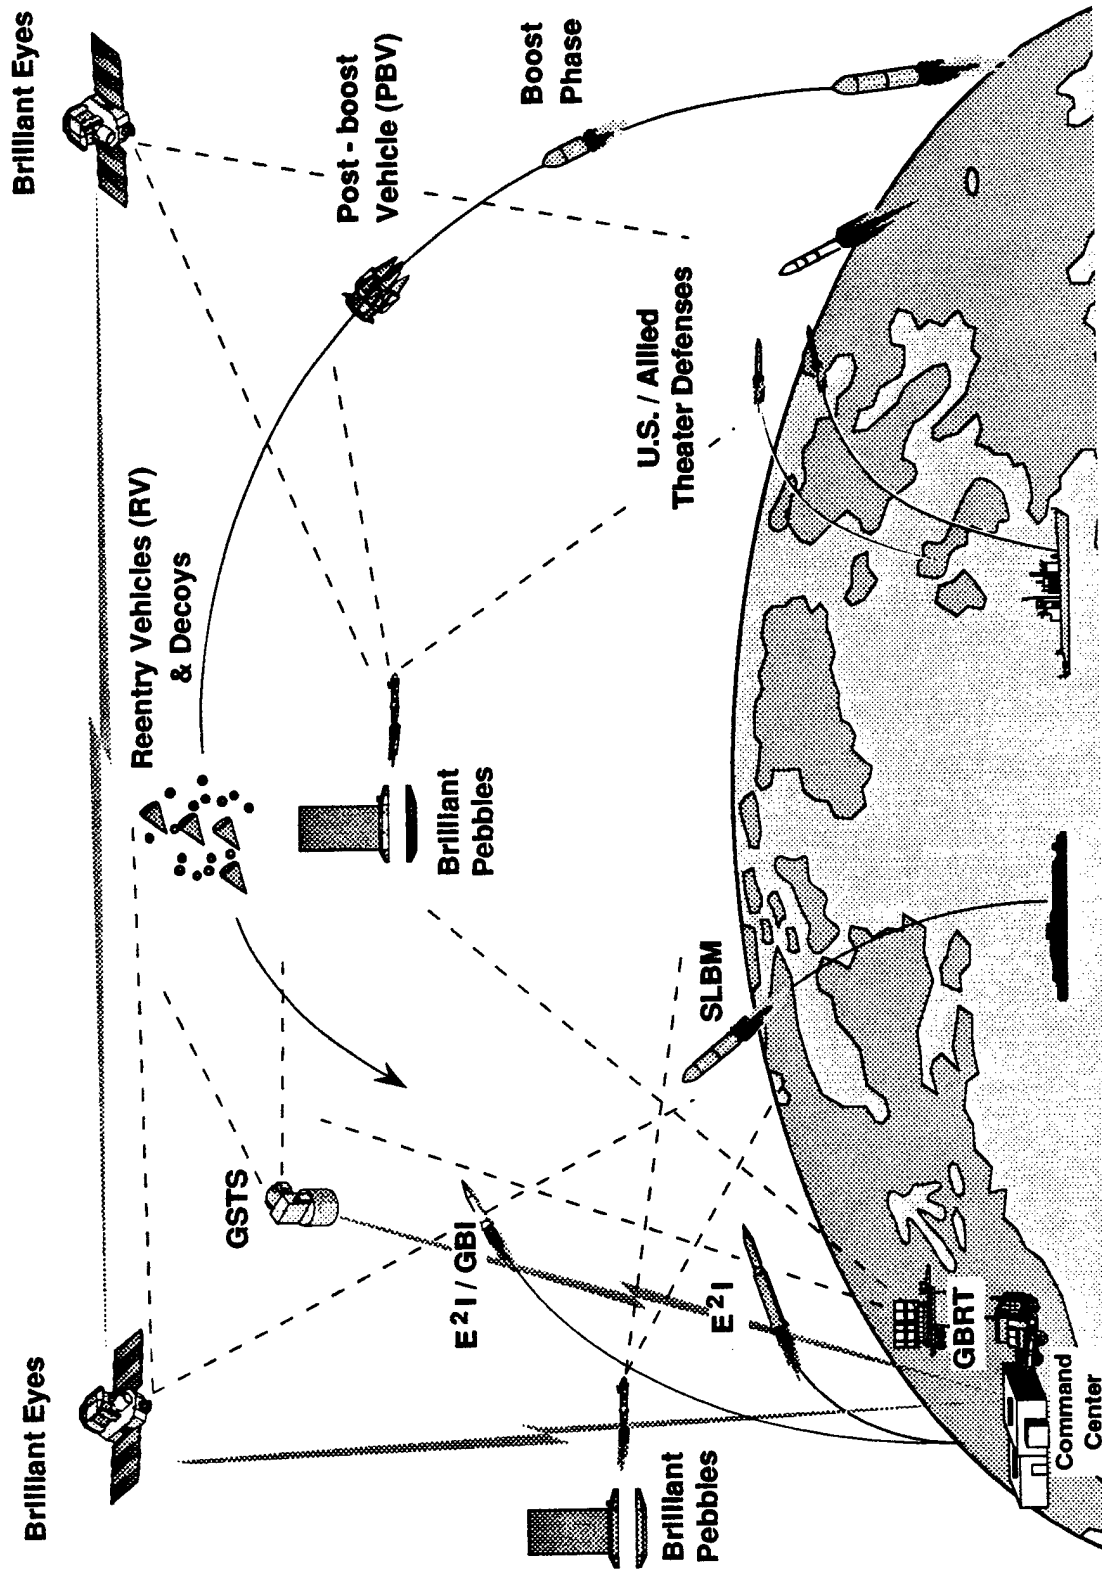 Brilliant Eyes
Brilliant Eyes
Reentry Vehicles (RV)
& Decoys
GSTS
Post - boost
Vehicle (PBV)
Boost
Phase
Brilliant
Pebbles
E²I / GBI
Brilliant
Pebbles
U.S. / Allied
Theater Defenses
SLBM
E²I
GBRT
Command
Center